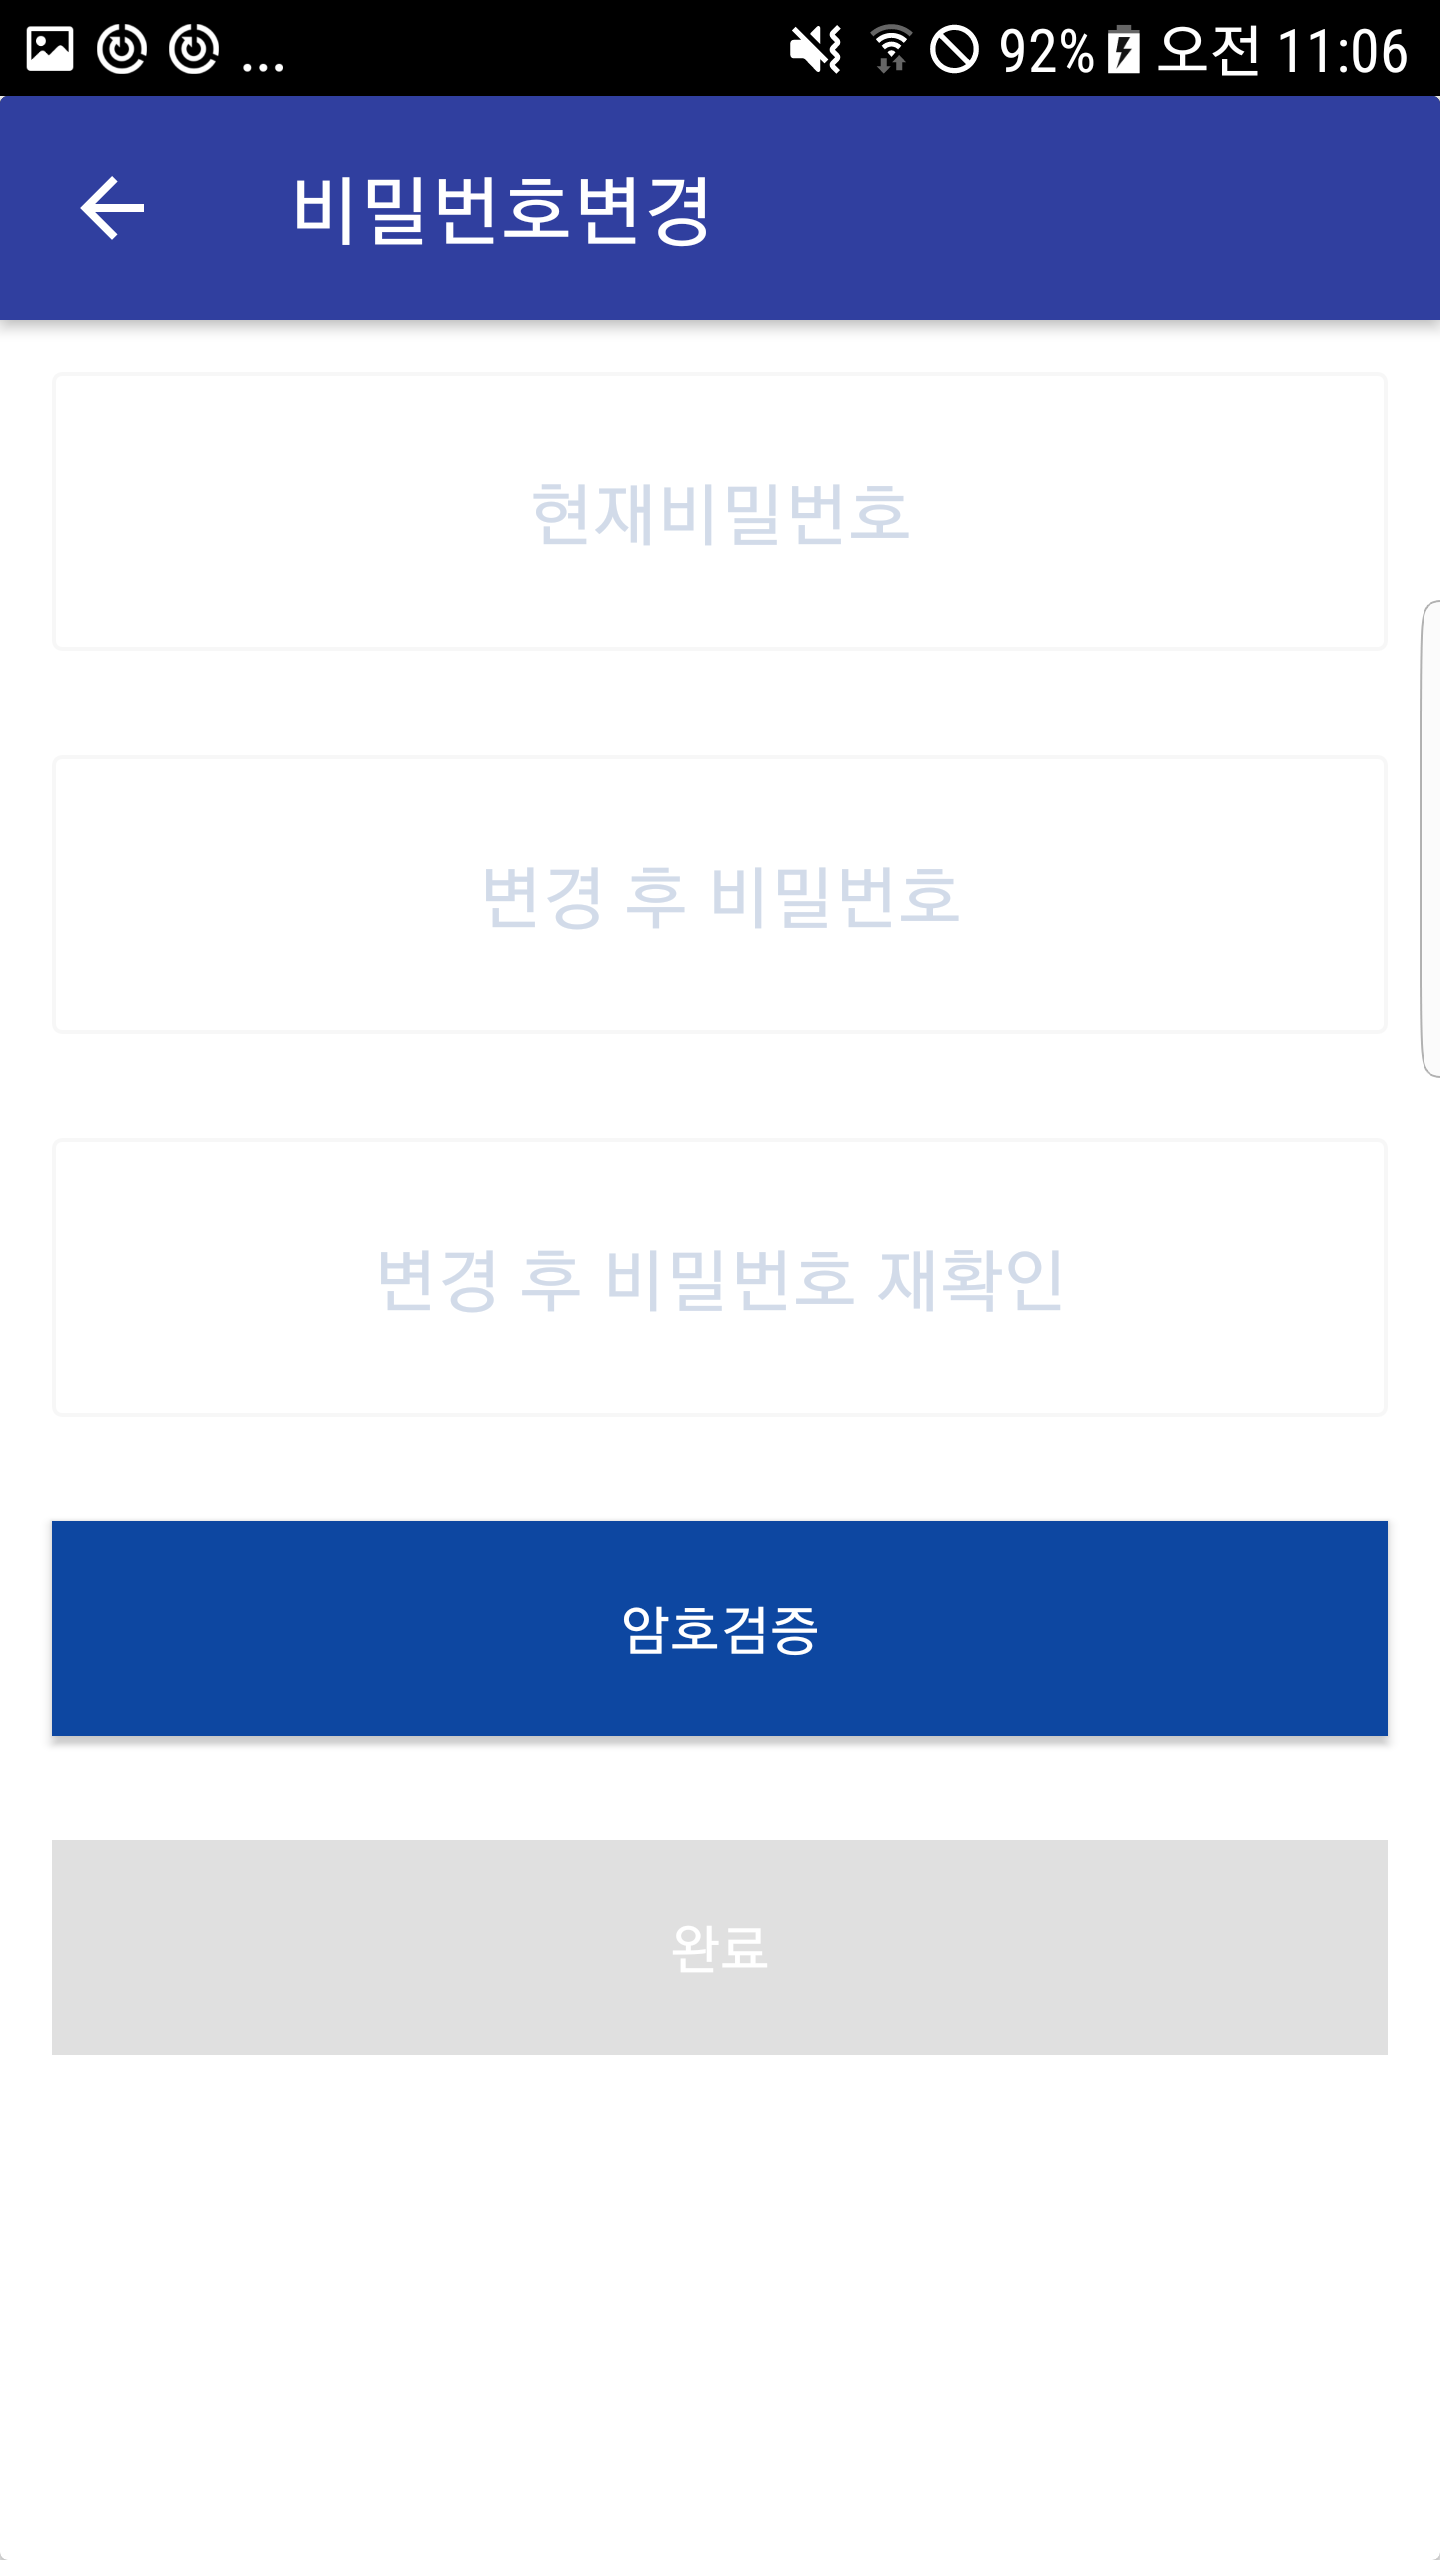 ... 92% 오전 11:06
비밀번호변경
현재비밀번호
변경 후 비밀번호
변경 후 비밀번호 재확인
암호검증
완료